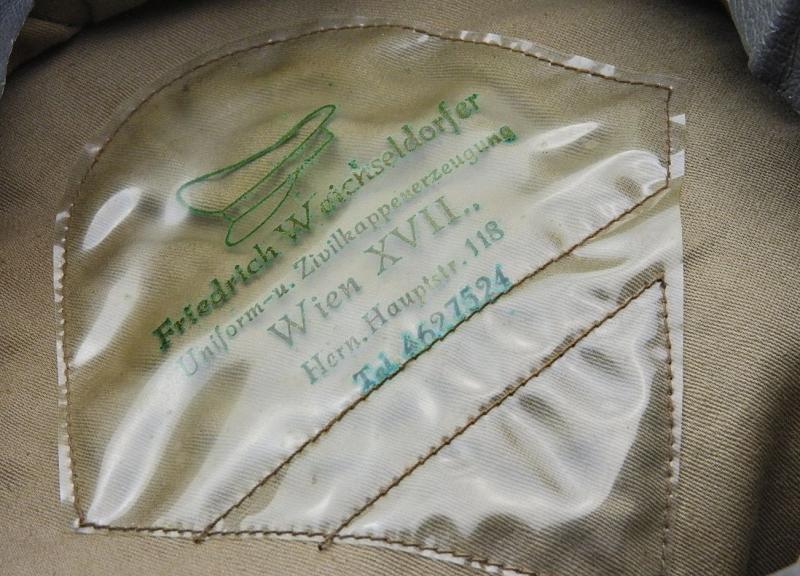 Friedrich Weichseldorfer
Uniform-u. Zivilkappenerzeugung
Wien XVII.,
Hern. Hauptstr. 118
Tel. 4627524